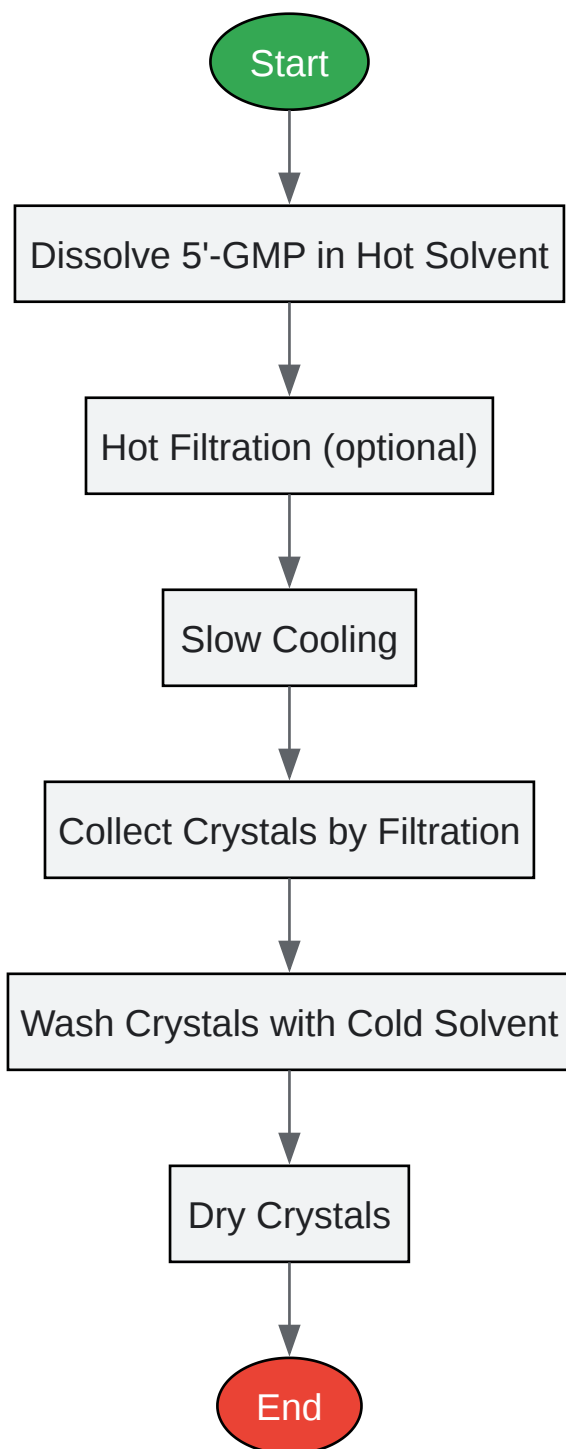 Start
Dissolve 5'-GMP in Hot Solvent
Hot Filtration (optional)
Slow Cooling
Collect Crystals by Filtration
Wash Crystals with Cold Solvent
Dry Crystals
End